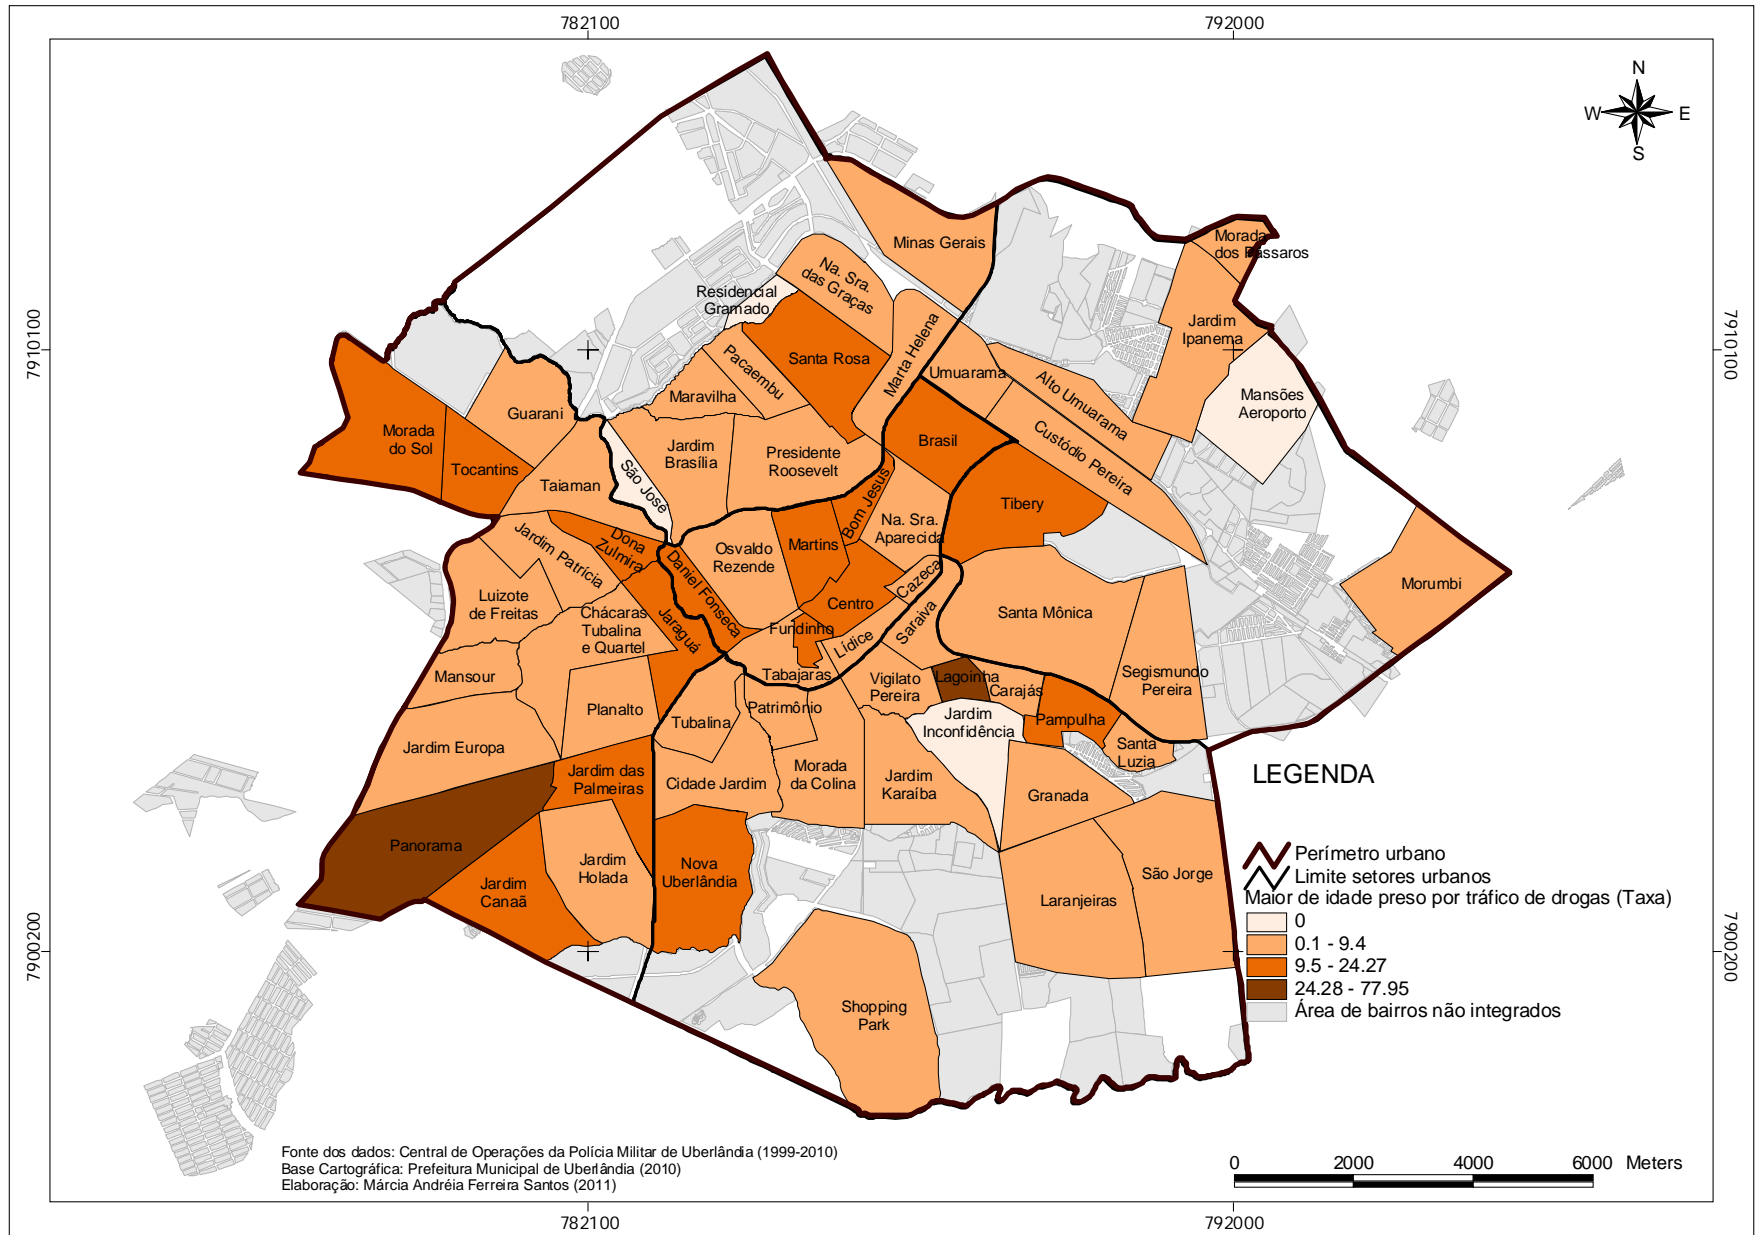 782100
792000
N
W
E
S
7910100
7910100
Minas Gerais
Morada
dos Pássaros
Na. Sra.
das Graças
Residencial
Gramado
Marta Helena
Jardim
Ipanema
Santa Rosa
Pacaembu
Umuarama
Alto Umuarama
Mansões
Aeroporto
Maravilha
Guarani
Morada
do Sol
Tocantins
Jardim
Brasília
Presidente
Roosevelt
Brasil
Custódio Pereira
Taiaman
São José
Bom Jesus
Tibery
Na. Sra.
Aparecida
Martins
Osvaldo
Rezende
Dona
Zulmira
Jardim Patrícia
Daniel Fonseca
Luizote
de Freitas
Chácaras
Tubalina
e Quartel
Jaraguá
Centro
Cazeca
Fundinho
Lídice
Saraiva
Santa Mônica
Morumbi
Tabajaras
Mansour
Vigilato
Pereira
Lagoinha
Carajás
Segismundo
Pereira
Planalto
Tubalina
Patrimônio
Jardim
Inconfidência
Pampulha
Santa
Luzia
Jardim Europa
Jardim das
Palmeiras
Cidade Jardim
Morada
da Colina
Jardim
Karaíba
Granada
Panorama
Jardim
Canaã
Jardim
Holada
Nova
Uberlândia
Laranjeiras
São Jorge
Shopping
Park
LEGENDA
Perímetro urbano
Limite setores urbanos
Maior de idade preso por tráfico de drogas (Taxa)
0
0.1 - 9.4
9.5 - 24.27
24.28 - 77.95
Área de bairros não integrados
7900200
7900200
Fonte dos dados: Central de Operações da Polícia Militar de Uberlândia (1999-2010)
Base Cartográfica: Prefeitura Municipal de Uberlândia (2010)
Elaboração: Márcia Andréia Ferreira Santos (2011)
0 2000 4000 6000 Meters
782100
792000